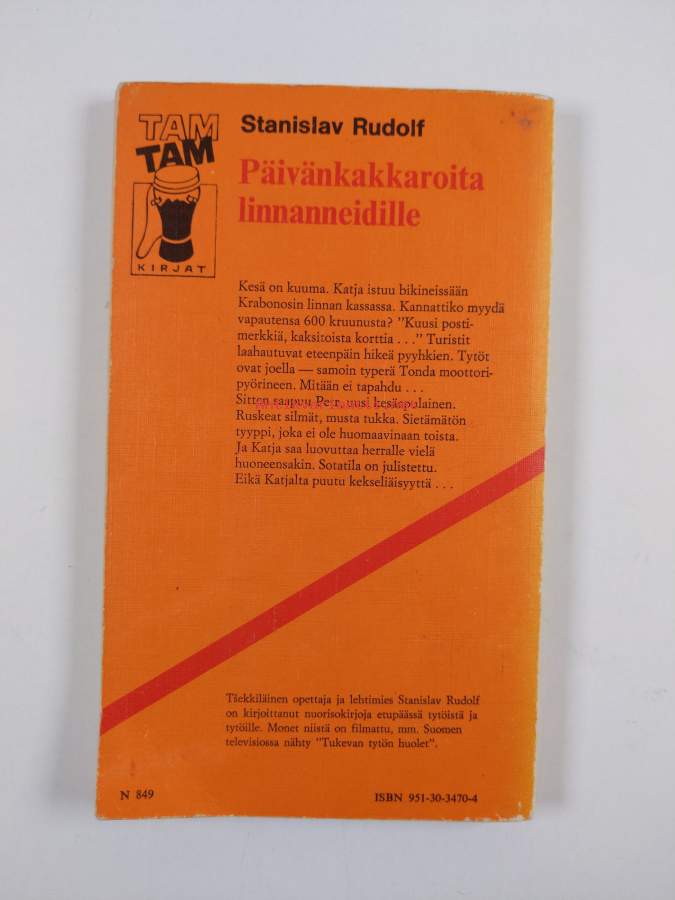 TAM
TAM
KIRJAT
Stanislav Rudolf
Päivänkakkaroita
linnanneidille
Kesä on kuuma. Katja istuu bikineissään
Krabonosin linnan kassassa. Kannattiko myydä
vapautensa 600 kruunusta? "Kuusi posti-
merkkiä, kaksitoista korttia . . ." Turistit
laahautuvat eteenpäin hikeä pyyhkien. Tytöt
ovat joella — samoin typerä Tonda moottori-
pyörineen. Mitään ei tapahdu . . .
Sitten saapuu Petr, uusi kesäapulainen.
Ruskeat silmät, musta tukka. Sietämätön
tyyppi, joka ei ole huomaavinaan toista.
Ja Katja saa luovuttaa herralle vielä
huoneensakin. Sotatila on julistettu.
Eikä Katjalta puutu kekseliäisyyttä . . .
Tšekkiläinen opettaja ja lehtimies Stanislav Rudolf
on kirjoittanut nuorisokirjoja etupäässä tytöistä ja
tytöille. Monet niistä on filmattu, mm. Suomen
televisiossa nähty "Tukevan tytön huolet".
N 849
ISBN 951-30-3470-4